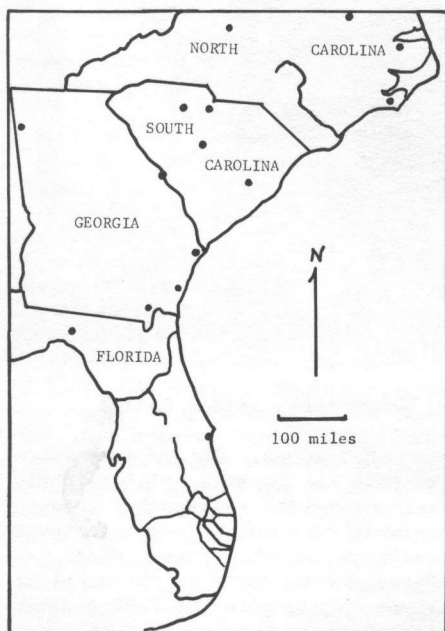 NORTH CAROLINA
SOUTH
CAROLINA
GEORGIA
N
FLORIDA
100 miles